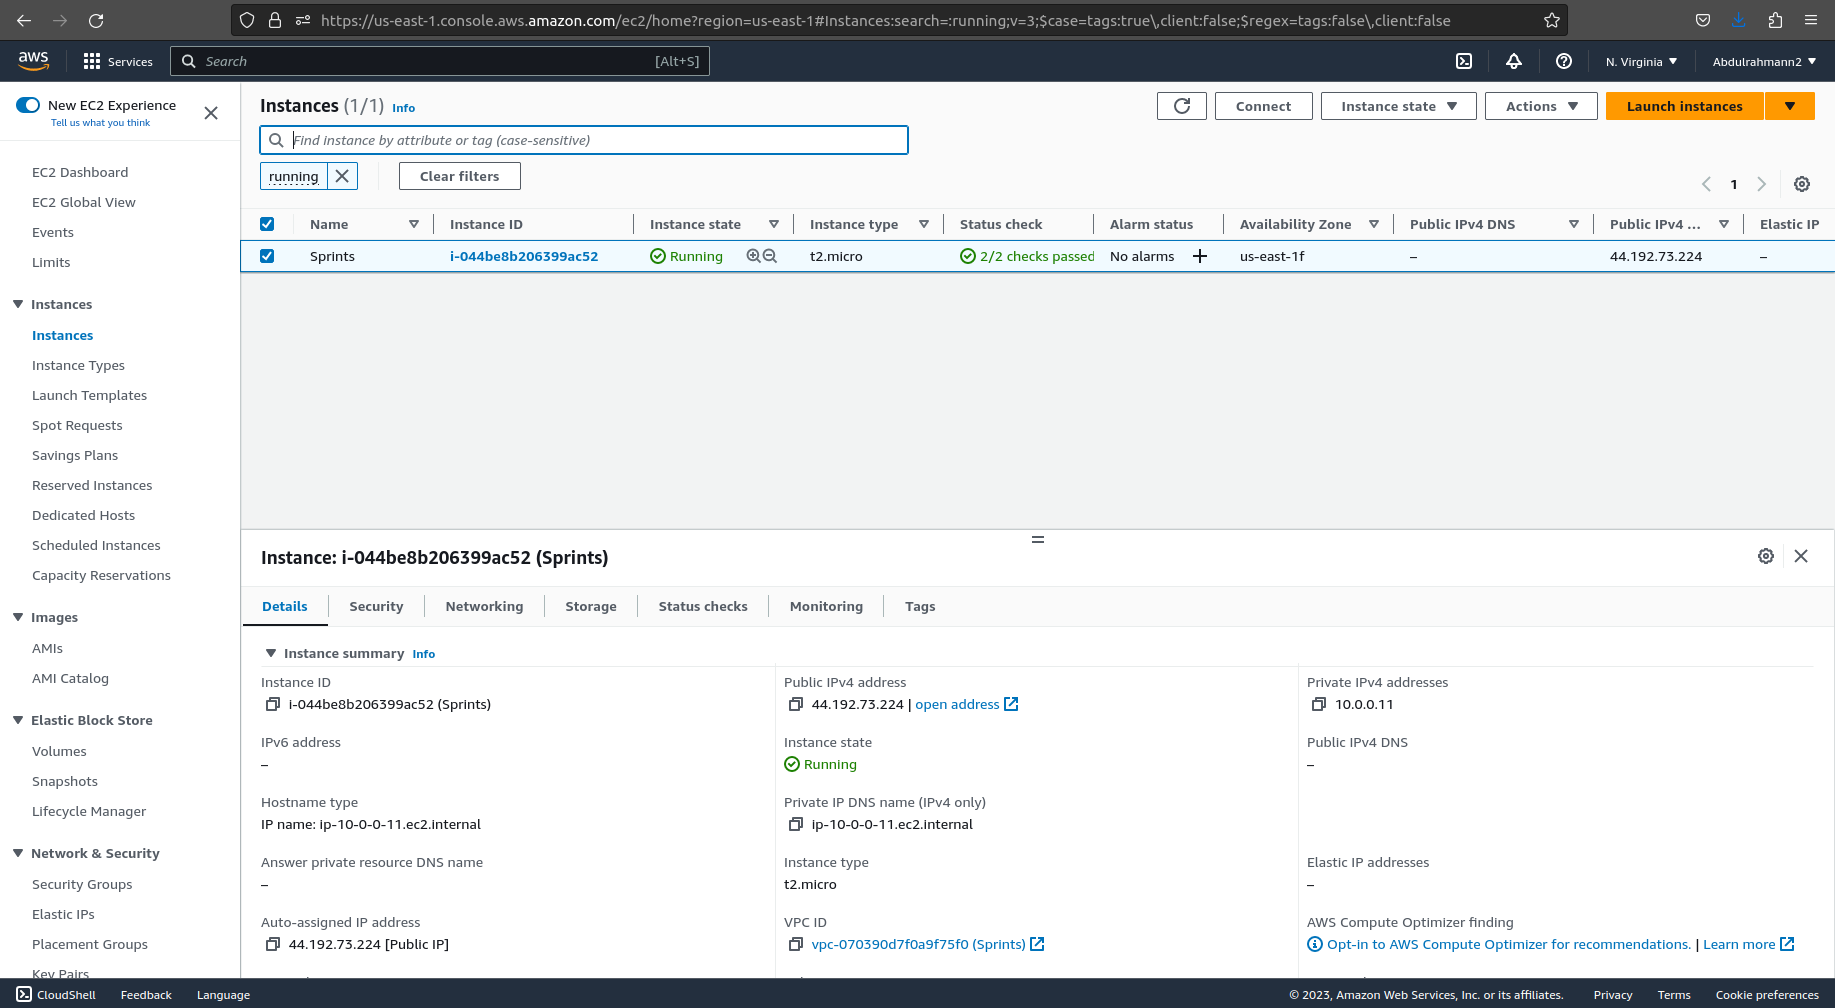 https://us-east-1.console.aws.amazon.com/ec2/home?region=us-east-1#Instances:search=:running;v=3;$case=tags:true\,client:false;$regex=tags:false\,client:false
aws Services Search [Alt+S] N. Virginia Abdulrahmann2
New EC2 Experience
Tell us what you think
EC2 Dashboard
EC2 Global View
Events
Limits
Instances
Instances
Instance Types
Launch Templates
Spot Requests
Savings Plans
Reserved Instances
Dedicated Hosts
Scheduled Instances
Capacity Reservations
Images
AMIs
AMI Catalog
Elastic Block Store
Volumes
Snapshots
Lifecycle Manager
Network & Security
Security Groups
Elastic IPs
Placement Groups
Key Pairs
Instances (1/1) Info Connect Instance state Actions Launch instances
Find instance by attribute or tag (case-sensitive)
running Clear filters
1
Name Instance ID Instance state Instance type Status check Alarm status Availability Zone Public IPv4 DNS Public IPv4 ... Elastic IP
Sprints i-044be8b206399ac52 Running t2.micro 2/2 checks passed No alarms + us-east-1f – 44.192.73.224 –
Instance: i-044be8b206399ac52 (Sprints)
Details Security Networking Storage Status checks Monitoring Tags
Instance summary Info
Instance ID
i-044be8b206399ac52 (Sprints)
Public IPv4 address
44.192.73.224 | open address
Private IPv4 addresses
10.0.0.11
IPv6 address
–
Instance state
Running
Public IPv4 DNS
–
Hostname type
IP name: ip-10-0-0-11.ec2.internal
Private IP DNS name (IPv4 only)
ip-10-0-0-11.ec2.internal
Answer private resource DNS name
–
Instance type
t2.micro
Elastic IP addresses
–
Auto-assigned IP address
44.192.73.224 [Public IP]
VPC ID
vpc-070390d7f0a9f75f0 (Sprints)
AWS Compute Optimizer finding
Opt-in to AWS Compute Optimizer for recommendations. | Learn more
CloudShell Feedback Language © 2023, Amazon Web Services, Inc. or its affiliates. Privacy Terms Cookie preferences